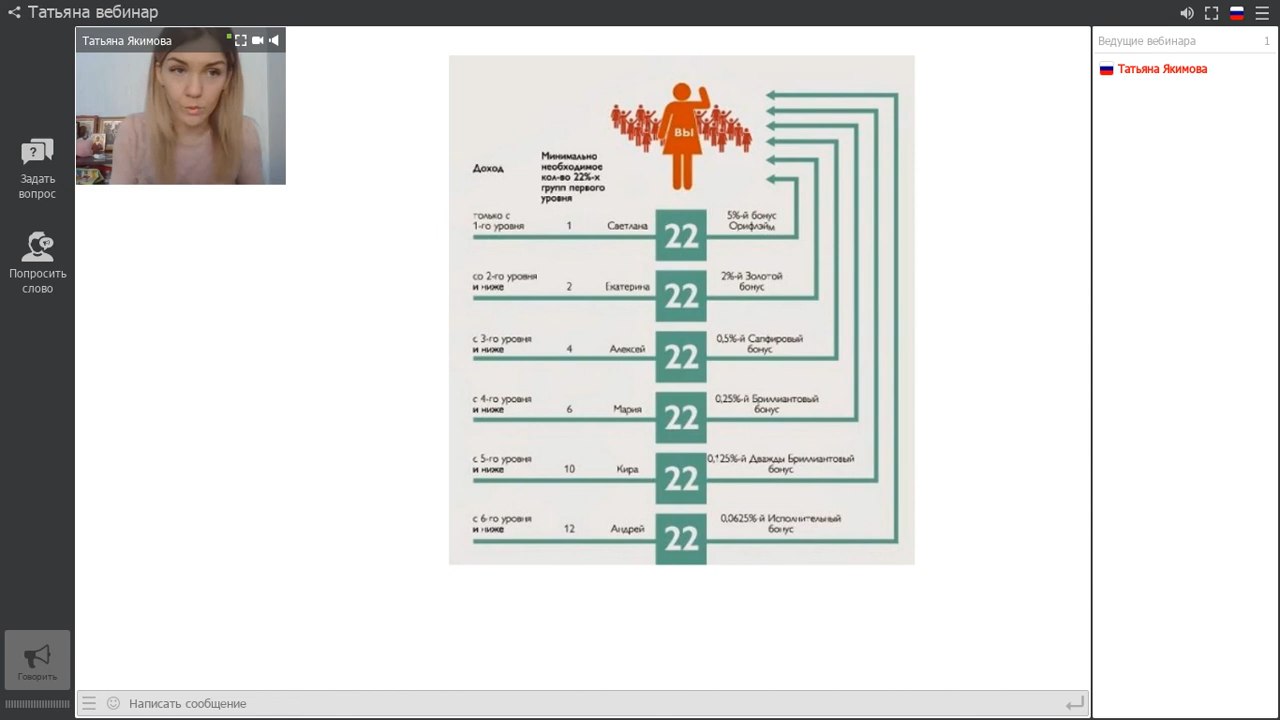 Татьяна вебинар
Татьяна Якимова
Ведущие вебинара 1
Татьяна Якимова
Задать
вопрос
Попросить
слово
Говорить
ВЫ
Доход
Минимально
необходимое
кол-во 22%-х
групп первого
уровня
только с
1-го уровня
1
Светлана
22
5%-й бонус
Орифлэйм
со 2-го уровня
и ниже
2
Екатерина
22
2%-й Золотой
бонус
с 3-го уровня
и ниже
4
Алексей
22
0,5%-й Сапфировый
бонус
с 4-го уровня
и ниже
6
Мария
22
0,25%-й Бриллиантовый
бонус
с 5-го уровня
и ниже
10
Кира
22
0,125%-й Дважды Бриллиантовый
бонус
с 6-го уровня
и ниже
12
Андрей
22
0,0625%-й Исполнительный
бонус
Написать сообщение